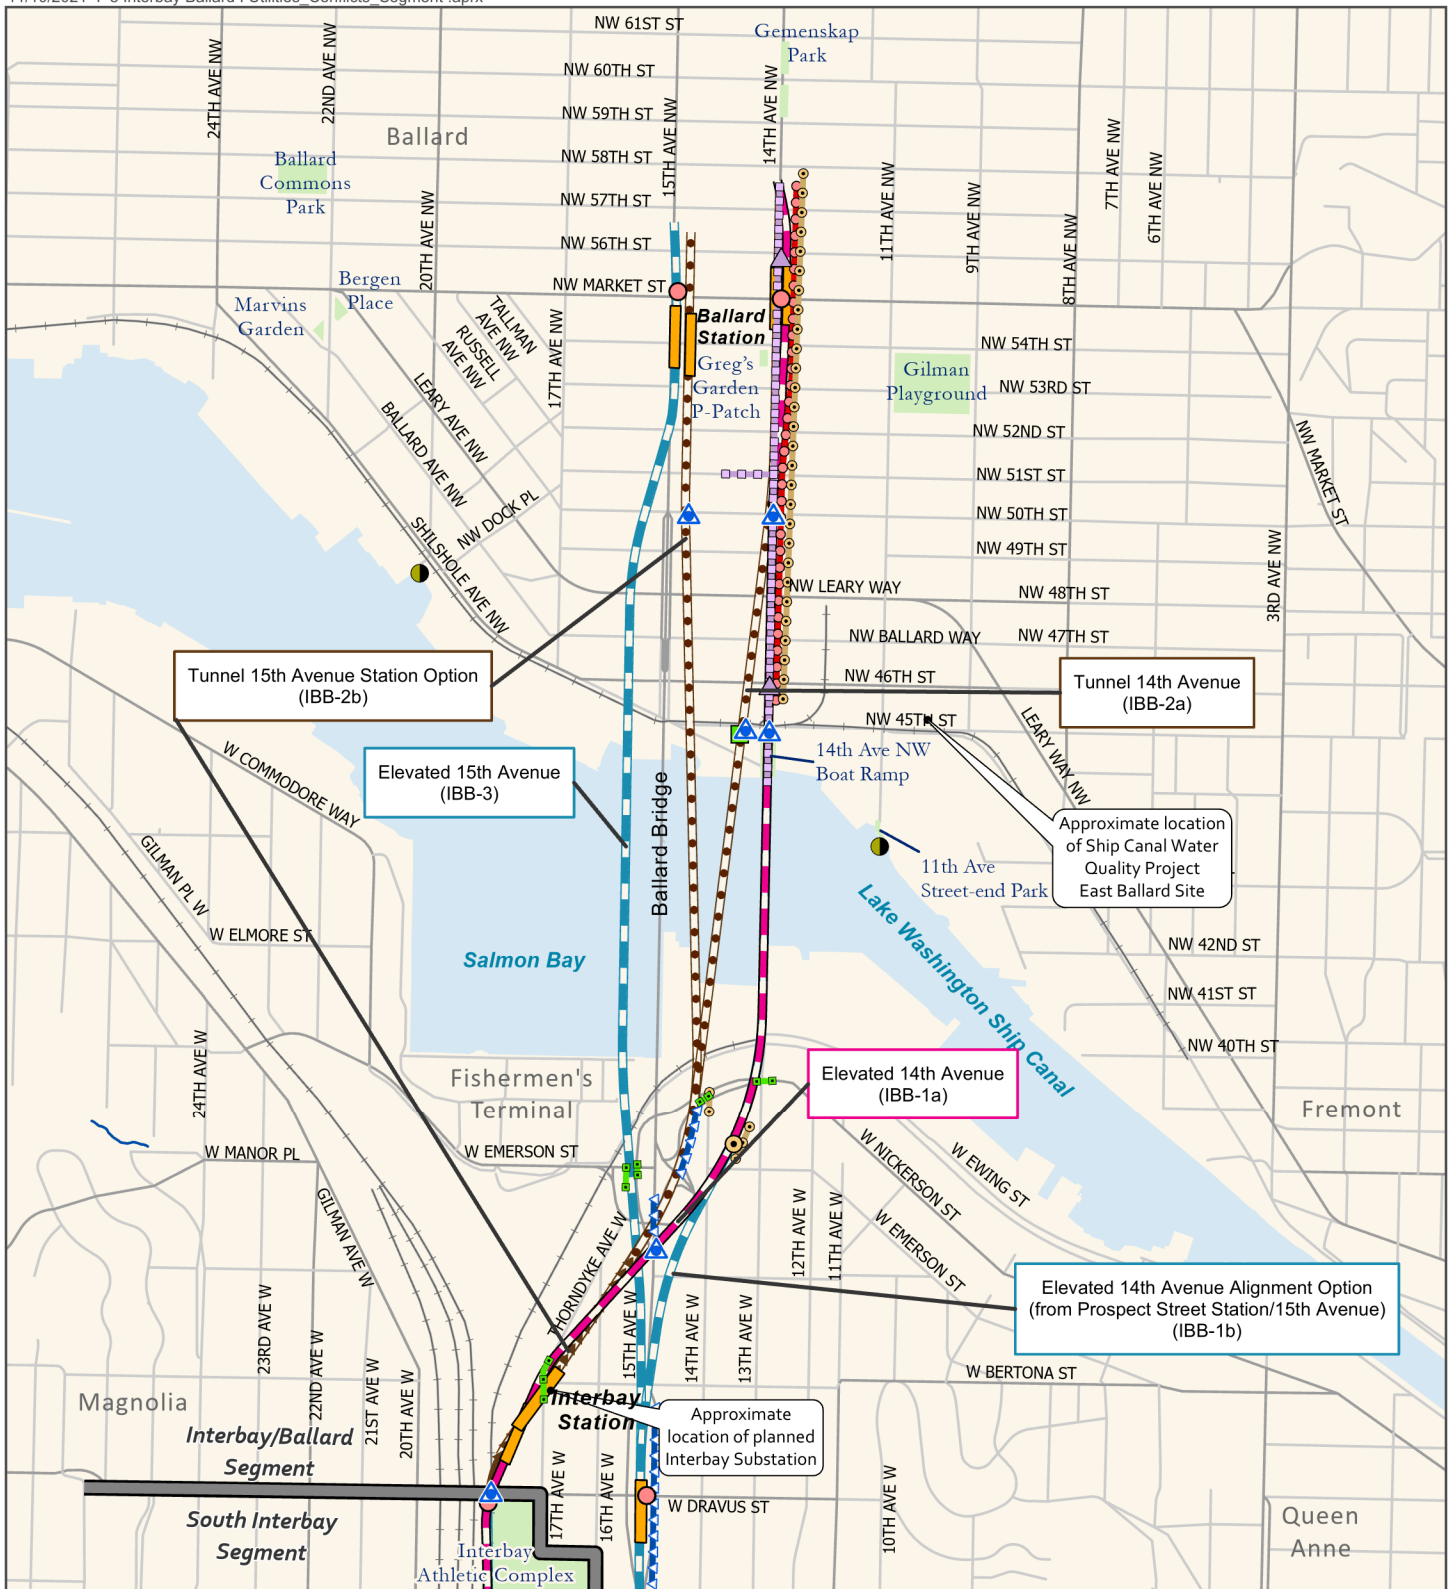 NW 61ST ST
Gemenskap
Park
NW 60TH ST
24TH AVE NW
22ND AVE NW
NW 59TH ST
15TH AVE NW
14TH AVE NW
Ballard
NW 58TH ST
Ballard
Commons
Park
7TH AVE NW
6TH AVE NW
11TH AVE NW
9TH AVE NW
8TH AVE NW
20TH AVE NW
NW 57TH ST
NW 56TH ST
NW MARKET ST
Bergen
Place
Marvins
Garden
TALLMAN
AVE NW
RUSSELL
AVE NW
17TH AVE NW
Ballard
Station
Greg's
Garden
P-Patch
NW 54TH ST
Gilman
Playground
NW 53RD ST
LEARY AVE NW
BALLARD AVE NW
NW 52ND ST
NW MARKET ST
NW 51ST ST
NW DOCK PL
NW 50TH ST
SHILSHOLE AVE NW
NW 49TH ST
3RD AVE NW
NW LEARY WAY
NW 48TH ST
NW BALLARD WAY
NW 47TH ST
Tunnel 15th Avenue Station Option
(IBB-2b)
NW 46TH ST
Tunnel 14th Avenue
(IBB-2a)
NW 45TH ST
LEARY WAY NW
W COMMODORE WAY
Elevated 15th Avenue
(IBB-3)
14th Ave NW
Boat Ramp
Ballard Bridge
Approximate location
of Ship Canal Water
Quality Project
East Ballard Site
GILMAN PL W
11th Ave
Street-end Park
Lake Washington Ship Canal
W ELMORE ST
NW 42ND ST
Salmon Bay
NW 41ST ST
NW 40TH ST
24TH AVE W
Fishermen's
Terminal
Elevated 14th Avenue
(IBB-1a)
Fremont
W MANOR PL
W EMERSON ST
W NICKERSON ST
W EWING ST
GILMAN AVE W
THORNDYKE AVE W
12TH AVE W
11TH AVE W
W EMERSON ST
Elevated 14th Avenue Alignment Option
(from Prospect Street Station/15th Avenue)
(IBB-1b)
23RD AVE W
22ND AVE W
21ST AVE W
20TH AVE W
15TH AVE W
14TH AVE W
13TH AVE W
W BERTONA ST
Magnolia
Interbay
Station
Approximate
location of planned
Interbay Substation
Interbay/Ballard
Segment
17TH AVE W
16TH AVE W
10TH AVE W
W DRAVUS ST
South Interbay
Segment
Queen
Anne
Interbay
Athletic Complex